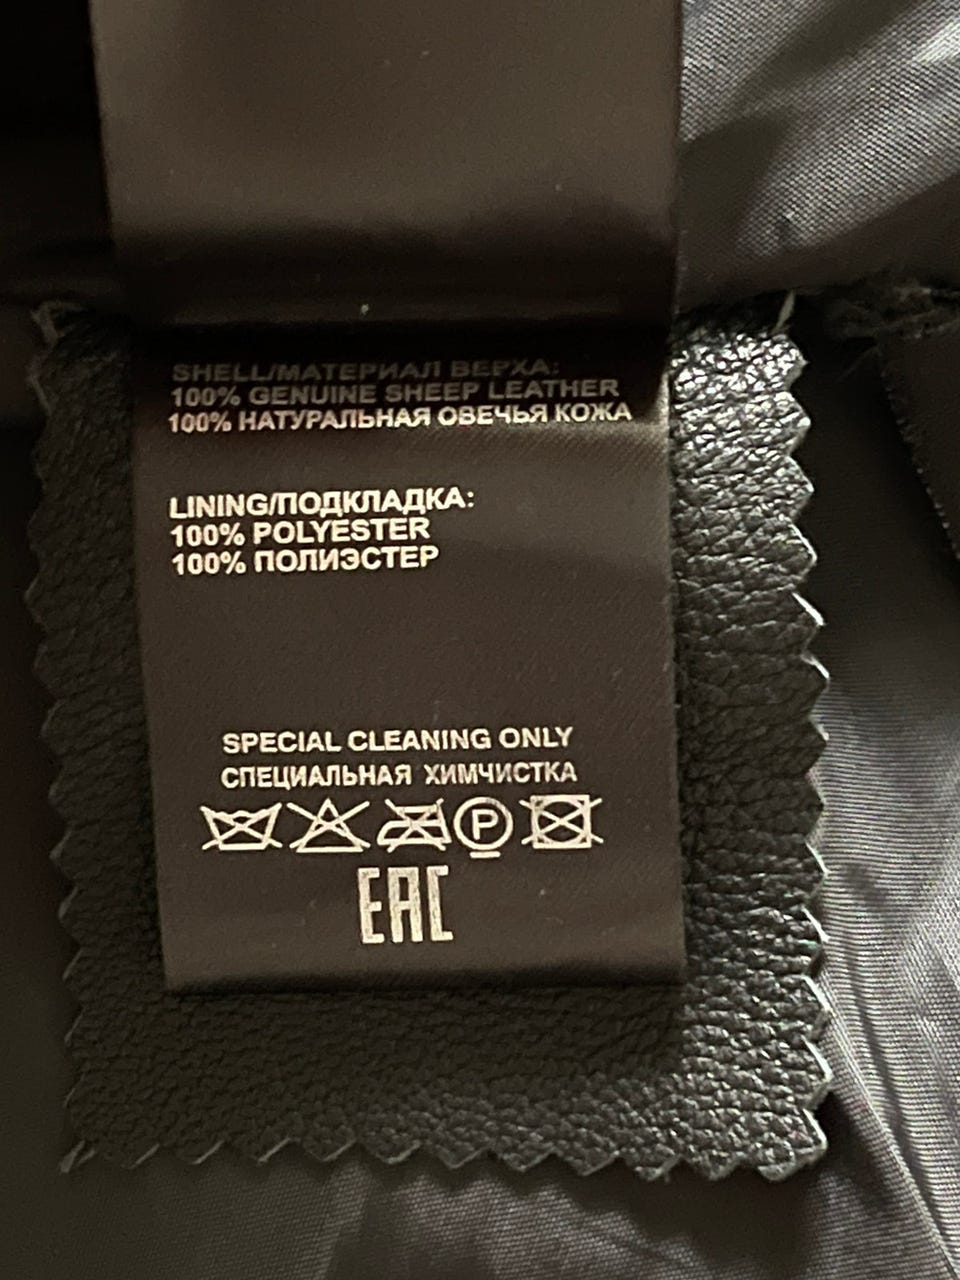 SHELL/МАТЕРИАЛ ВЕРХА:
100% GENUINE SHEEP LEATHER
100% НАТУРАЛЬНАЯ ОВЕЧЬЯ КОЖА
LINING/ПОДКЛАДКА:
100% POLYESTER
100% ПОЛИЭСТЕР
SPECIAL CLEANING ONLY
СПЕЦИАЛЬНАЯ ХИМЧИСТКА
P
EAC